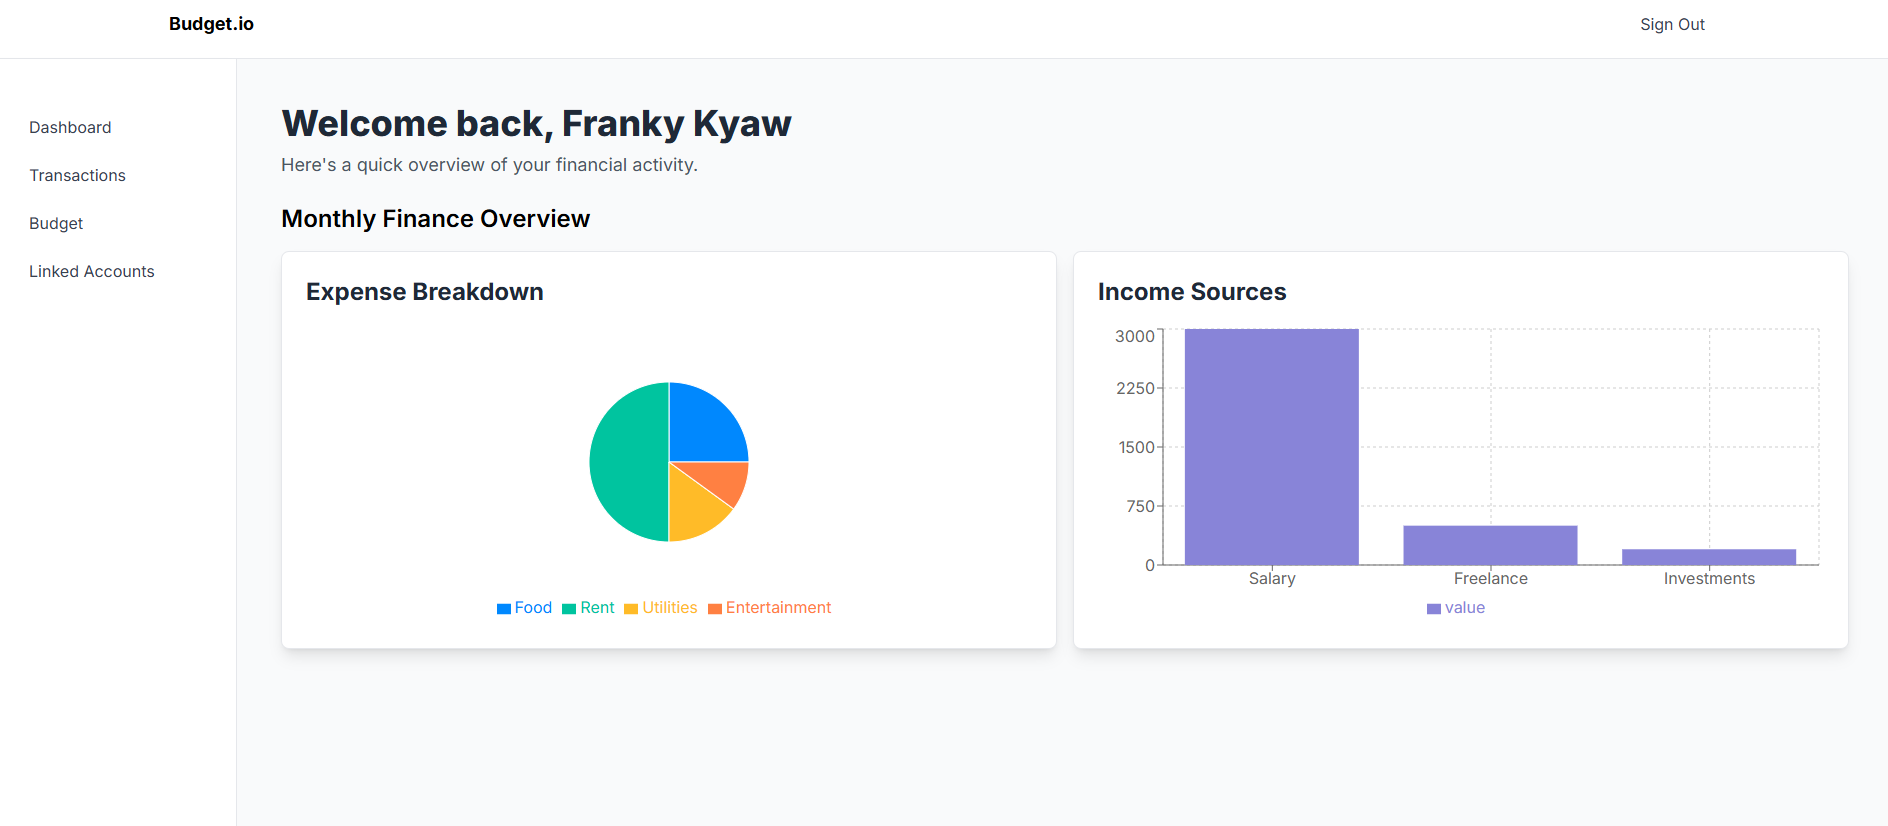 Budget.io
Sign Out
Dashboard
Transactions
Budget
Linked Accounts
Welcome back, Franky Kyaw
Here's a quick overview of your financial activity.
Monthly Finance Overview
Expense Breakdown
Food Rent Utilities Entertainment
Income Sources
3000
2250
1500
750
0
Salary Freelance Investments
value